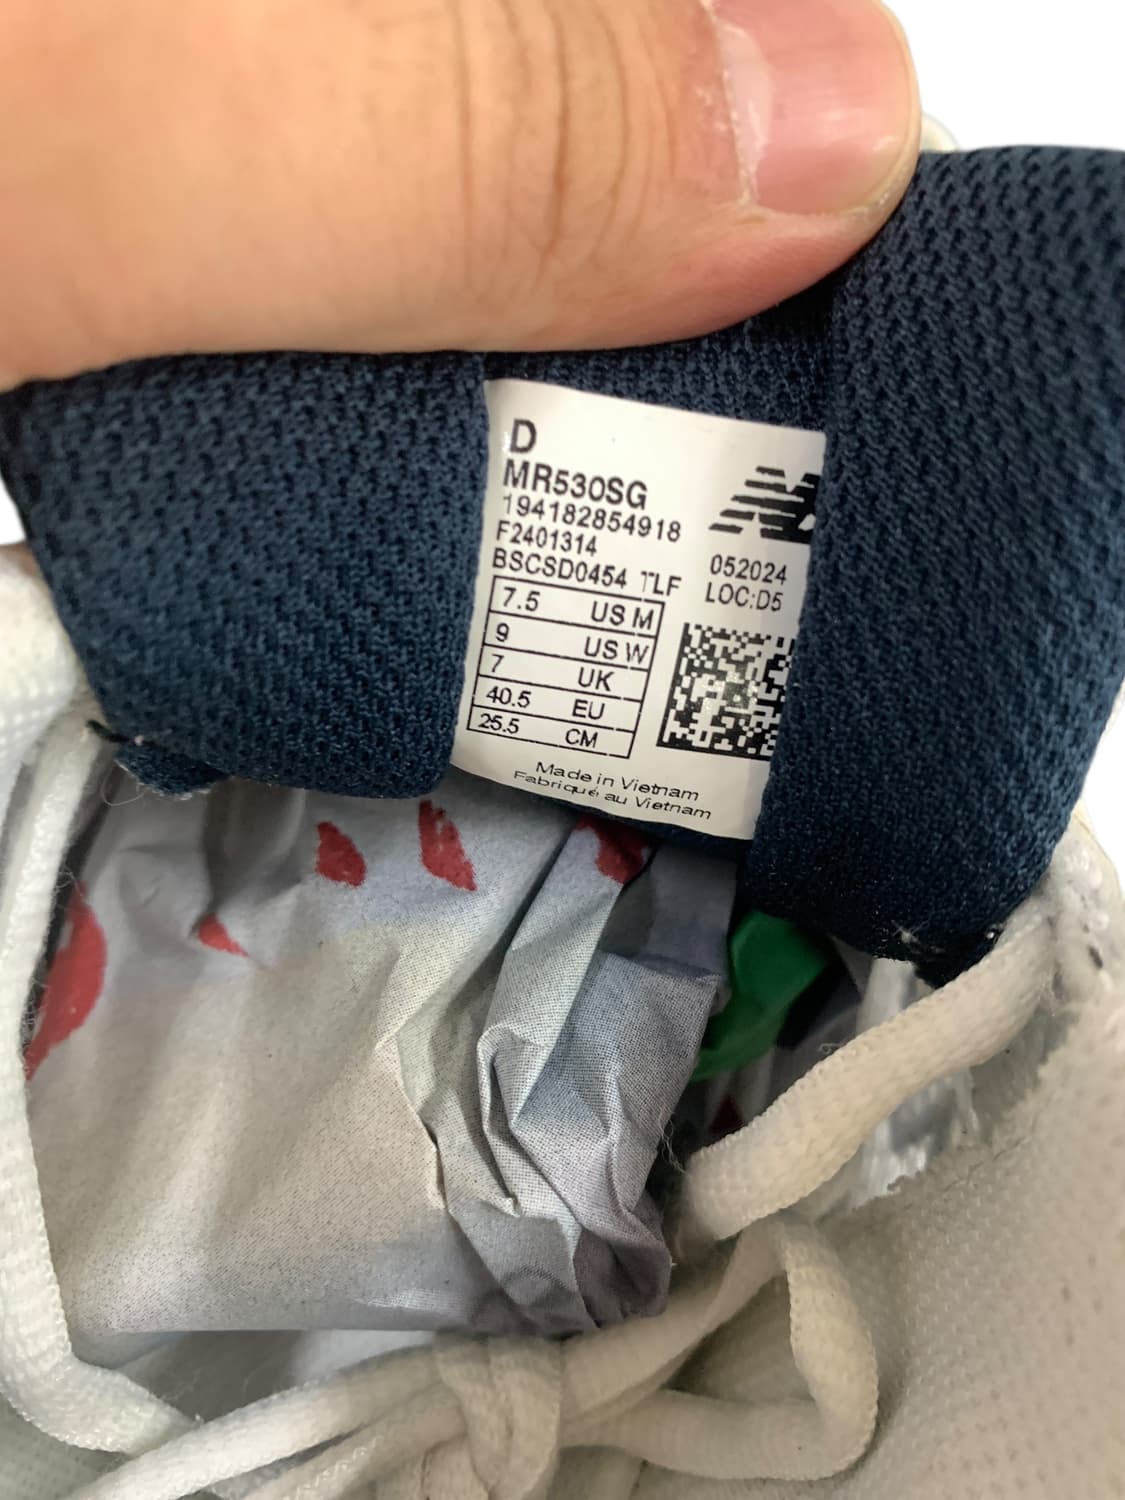 D
MR530SG
194182854918
F2401314
BSCSD0454 TLF
052024
LOC:D5
7.5 US M
9 US W
7 UK
40.5 EU
25.5 CM
Made in Vietnam
Fabriqué au Vietnam